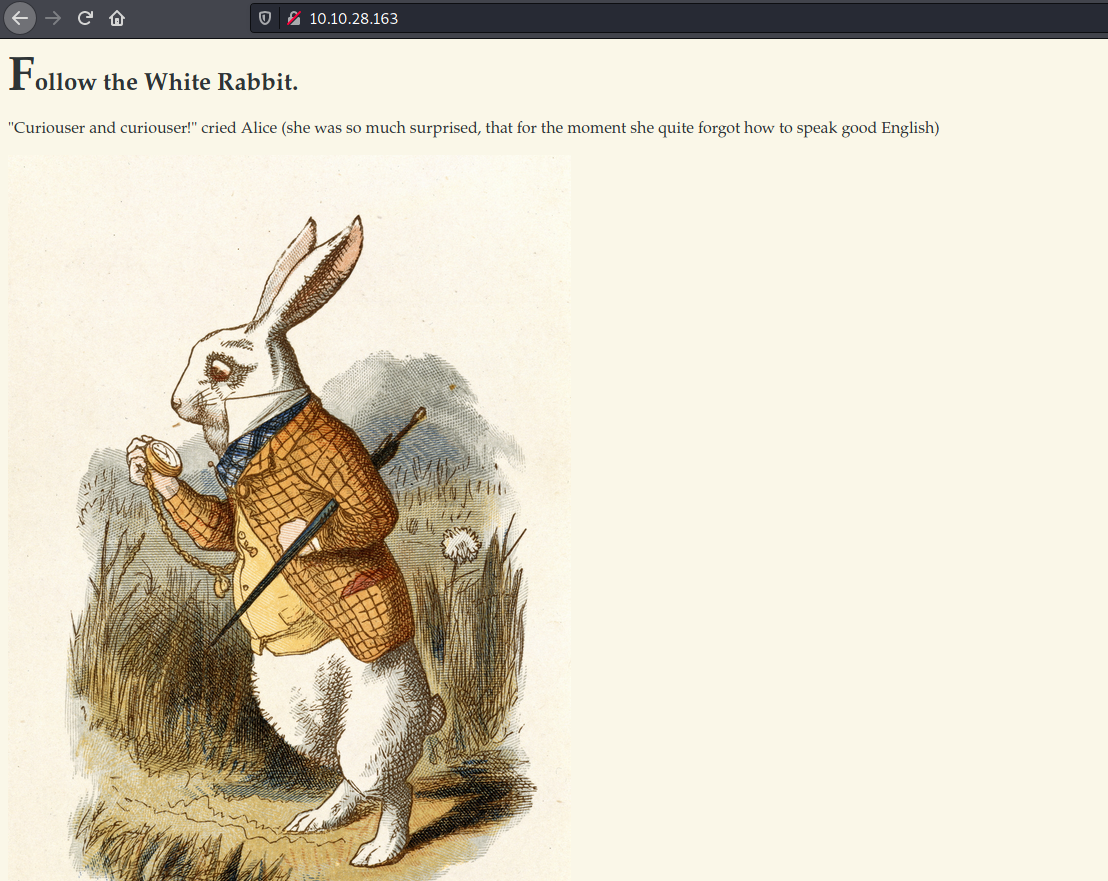 10.10.28.163
Follow the White Rabbit.
"Curiouser and curiouser!" cried Alice (she was so much surprised, that for the moment she quite forgot how to speak good English)